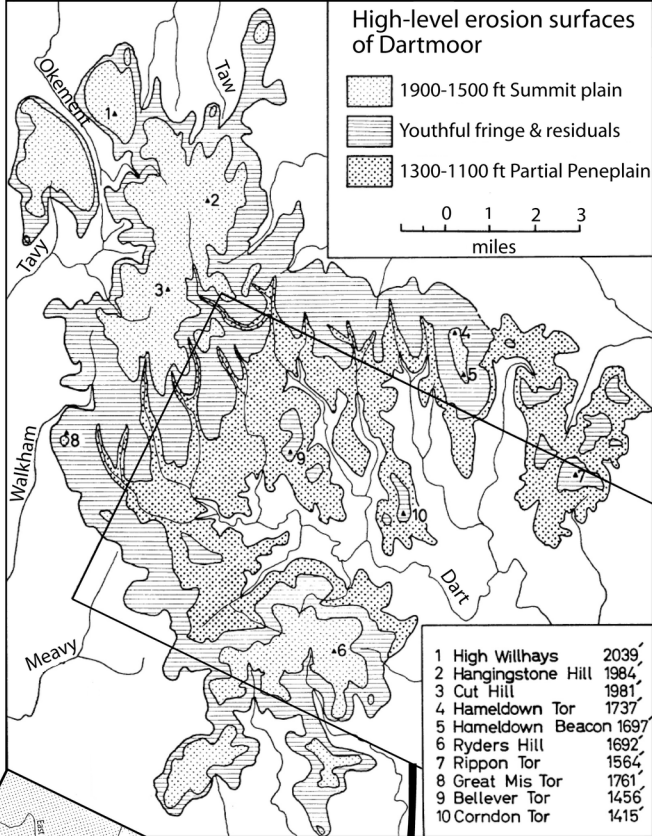 High-level erosion surfaces
of Dartmoor
1900-1500 ft Summit plain
Youthful fringe & residuals
1300-1100 ft Partial Peneplain
0 1 2 3
miles
Okement
Taw
1
2
Tavy
3
4
5
Walkham
8
9
7
10
Dart
Meavy
6
1 High Willhays 2039′
2 Hangingstone Hill 1984′
3 Cut Hill 1981′
4 Hameldown Tor 1737′
5 Hameldown Beacon 1697′
6 Ryders Hill 1692′
7 Rippon Tor 1564′
8 Great Mis Tor 1761′
9 Bellever Tor 1456′
10 Corndon Tor 1415′
East